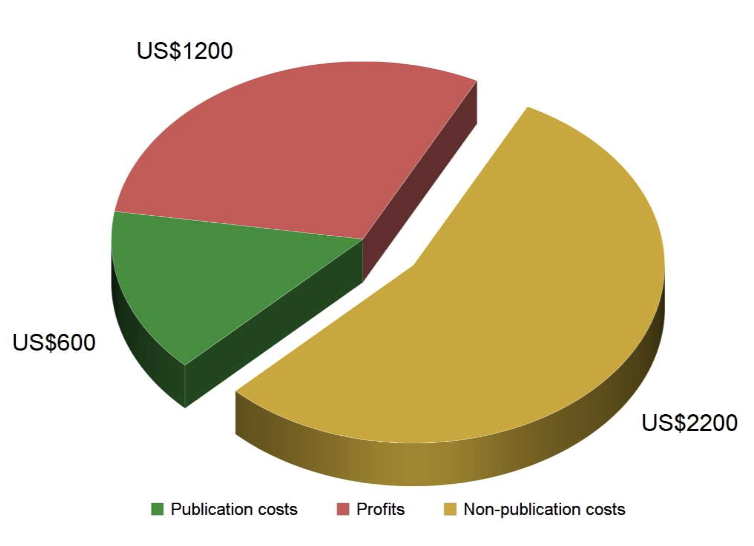 US$1200
US$600
US$2200
Publication costs Profits Non-publication costs